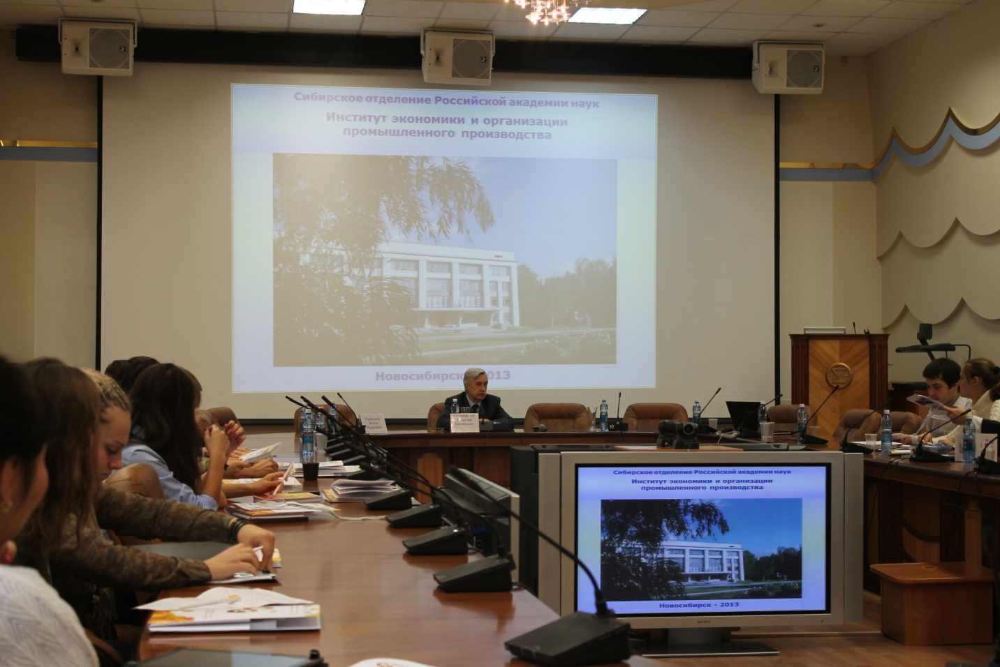 Сибирское отделение Российской академии наук
Институт экономики и организации
промышленного производства
Новосибирск - 2013
Сибирское отделение Российской академии наук
Институт экономики и организации
промышленного производства
Новосибирск - 2013
SONY